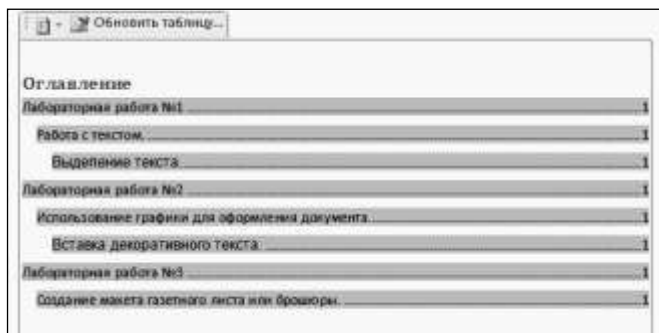 Обновить таблицу...
Оглавление
Лабораторная работа №1 1
Работа с текстом. 1
Выделение текста 1
Лабораторная работа №2 1
Использование графики для оформления документа 1
Вставка декоративного текста 1
Лабораторная работа №3 1
Создание макета газетного листа или брошюры. 1